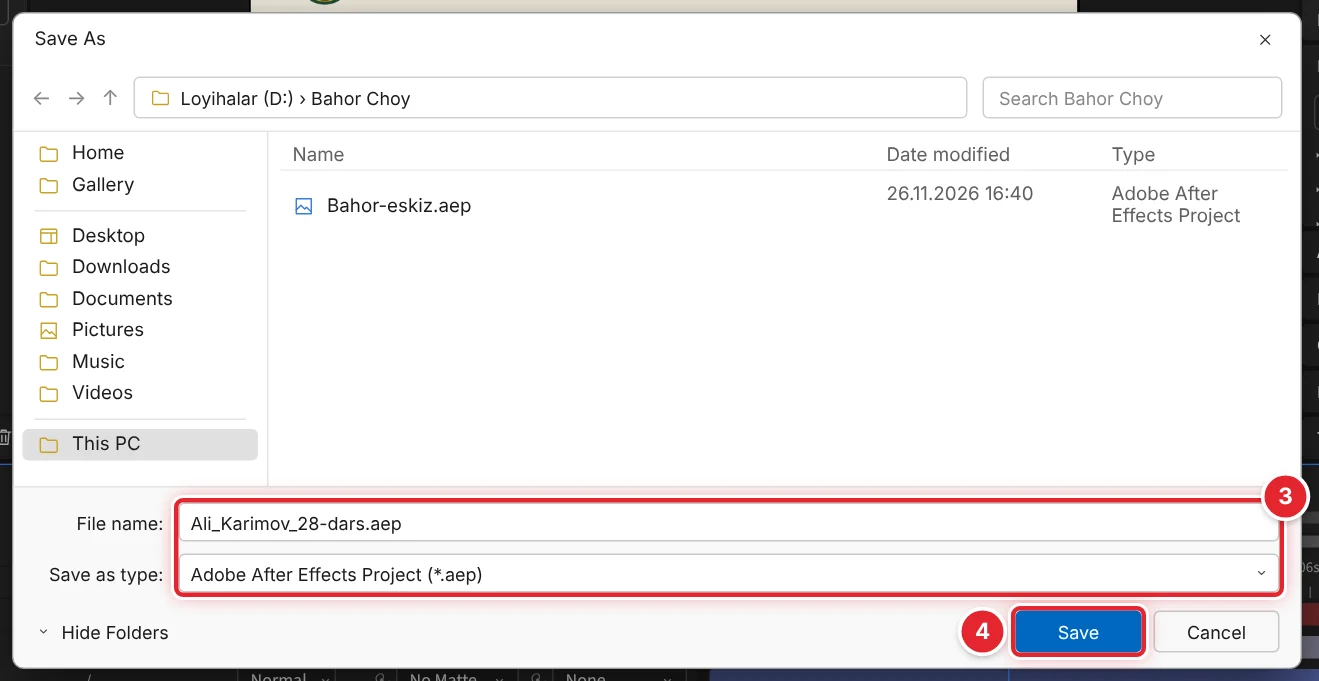 Save As
Loyihalar (D:) › Bahor Choy
Search Bahor Choy
Home
Gallery
Desktop
Downloads
Documents
Pictures
Music
Videos
This PC
Name
Date modified
Type
Bahor-eskiz.aep
26.11.2026 16:40
Adobe After
Effects Project
3
File name:
Ali_Karimov_28-dars.aep
Save as type:
Adobe After Effects Project (*.aep)
Hide Folders
4
Save
Cancel
Normal
No Matte
None